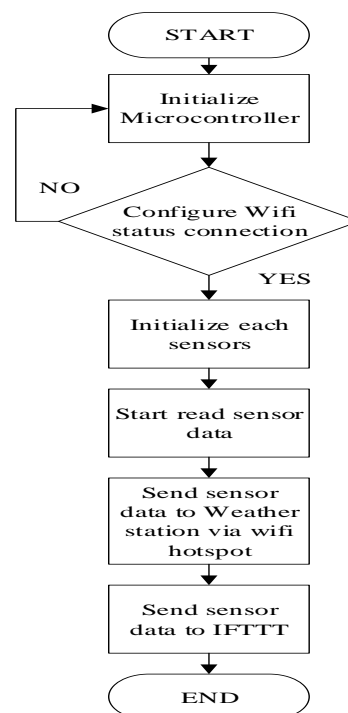 START
Initialize
Microcontroller
NO
Configure Wifi
status connection
YES
Initialize each
sensors
Start read sensor
data
Send sensor
data to Weather
station via wifi
hotspot
Send sensor
data to IFTTT
END